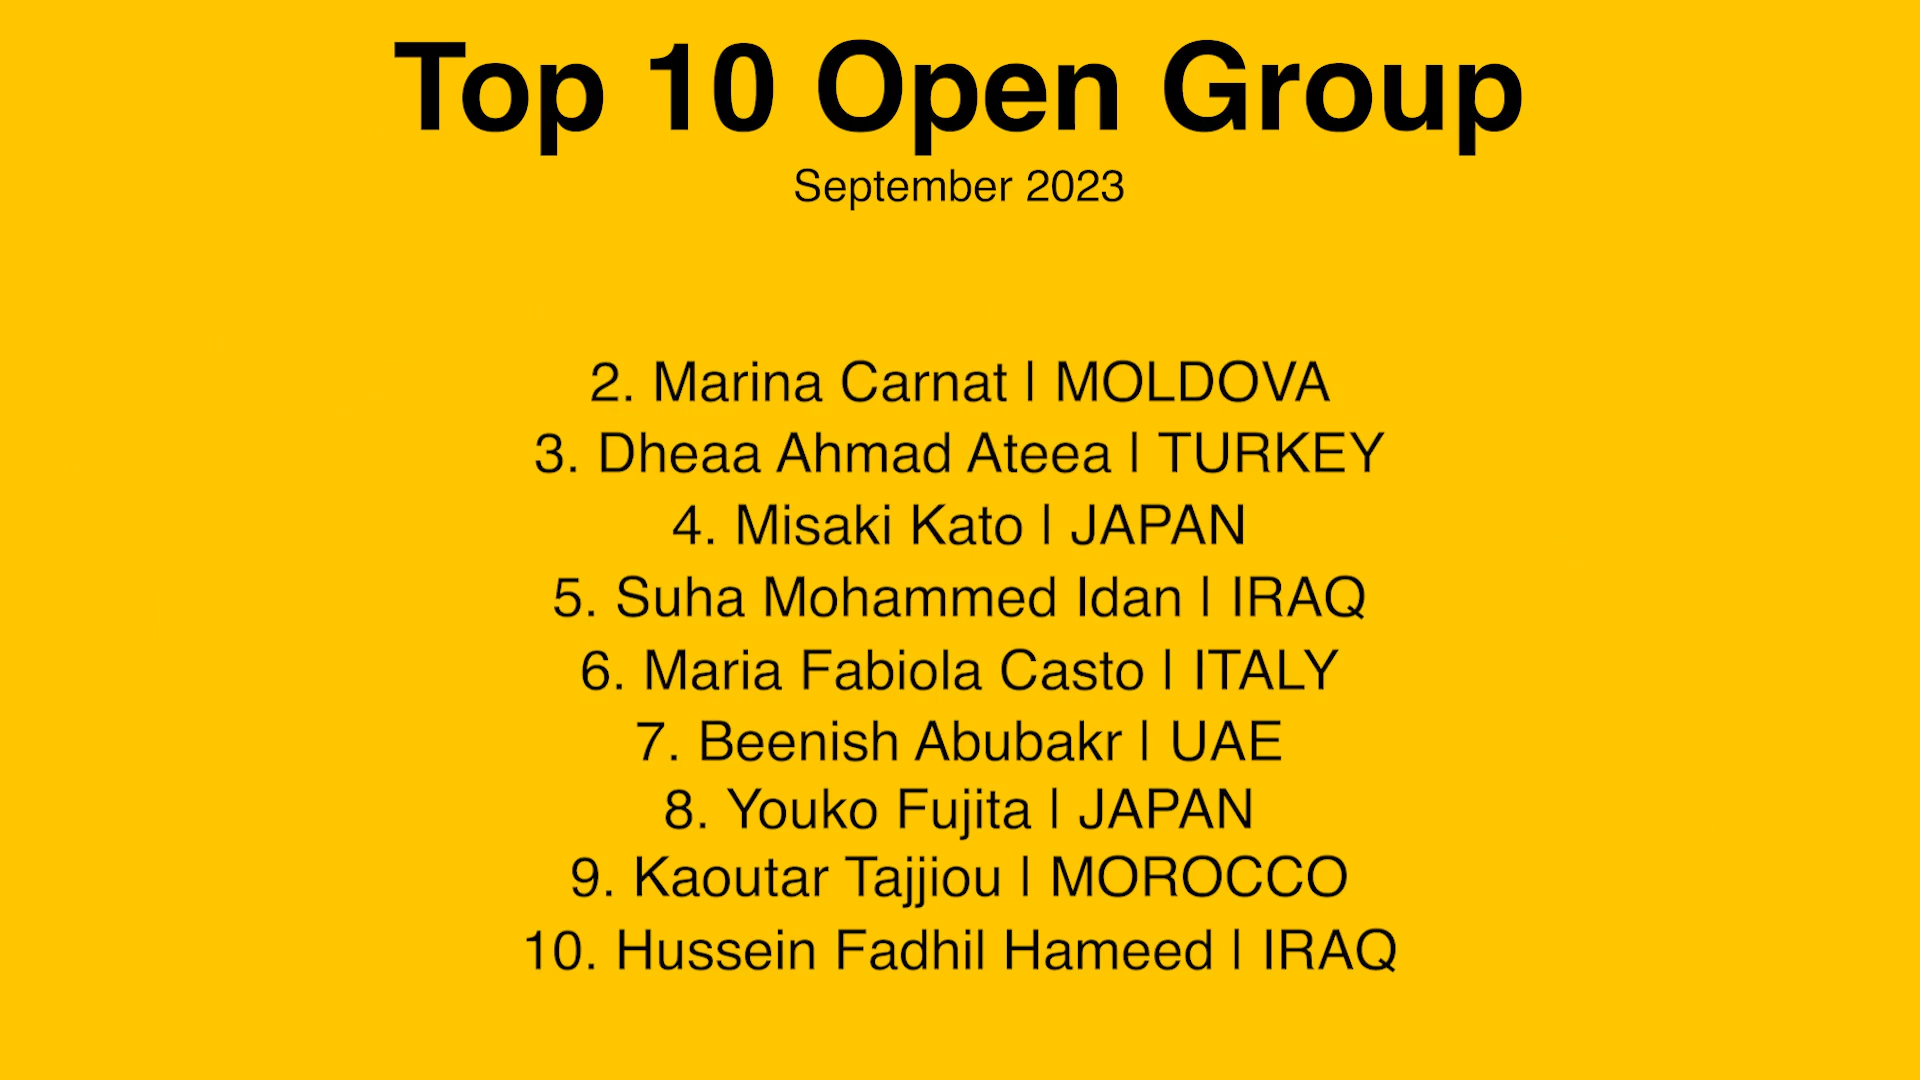 Top 10 Open Group
September 2023
2. Marina Carnat | MOLDOVA
3. Dheaa Ahmad Ateea | TURKEY
4. Misaki Kato | JAPAN
5. Suha Mohammed Idan | IRAQ
6. Maria Fabiola Casto | ITALY
7. Beenish Abubakr | UAE
8. Youko Fujita | JAPAN
9. Kaoutar Tajjiou | MOROCCO
10. Hussein Fadhil Hameed | IRAQ